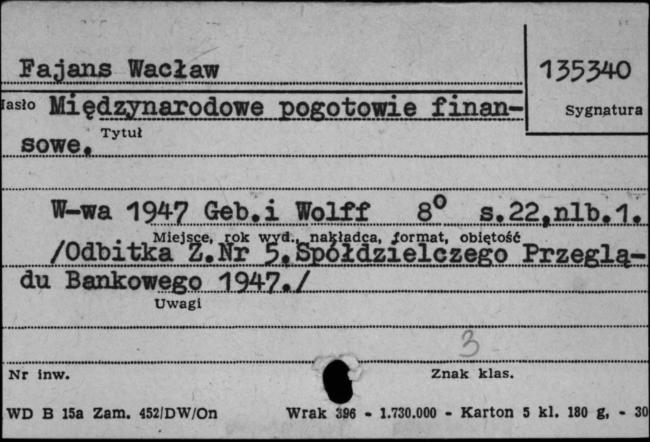 Fajans Wacław
135340
Hasło Międzynarodowe pogotowie finan-
Sygnatura
Tytuł
sowe.
W-wa 1947 Geb.i Wolff 8° s.22,nlb.1.
Miejsce, rok wyd., nakładca, format, objętość
/Odbitka Z.Nr 5.Spółdzielczego Przeglą-
du Bankowego 1947./
Uwagi
3
Nr inw.
Znak klas.
WD B 15a Zam. 452/DW/On Wrak 396 - 1.730.000 - Karton 5 kl. 180 g, - 30